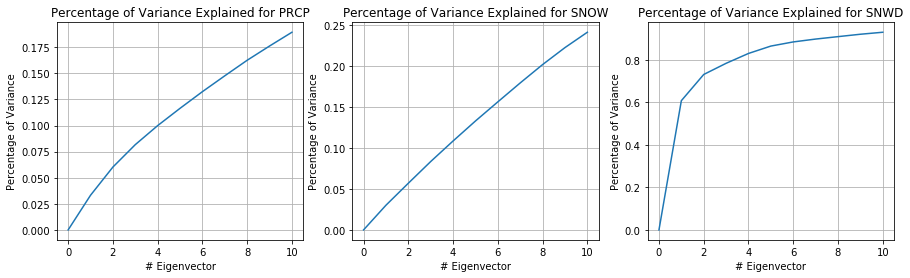 Percentage of Variance Explained for PRCP
Percentage of Variance
0.175
0.150
0.125
0.100
0.075
0.050
0.025
0.000
0 2 4 6 8 10
# Eigenvector
Percentage of Variance Explained for SNOW
Percentage of Variance
0.25
0.20
0.15
0.10
0.05
0.00
0 2 4 6 8 10
# Eigenvector
Percentage of Variance Explained for SNWD
Percentage of Variance
0.8
0.6
0.4
0.2
0.0
0 2 4 6 8 10
# Eigenvector